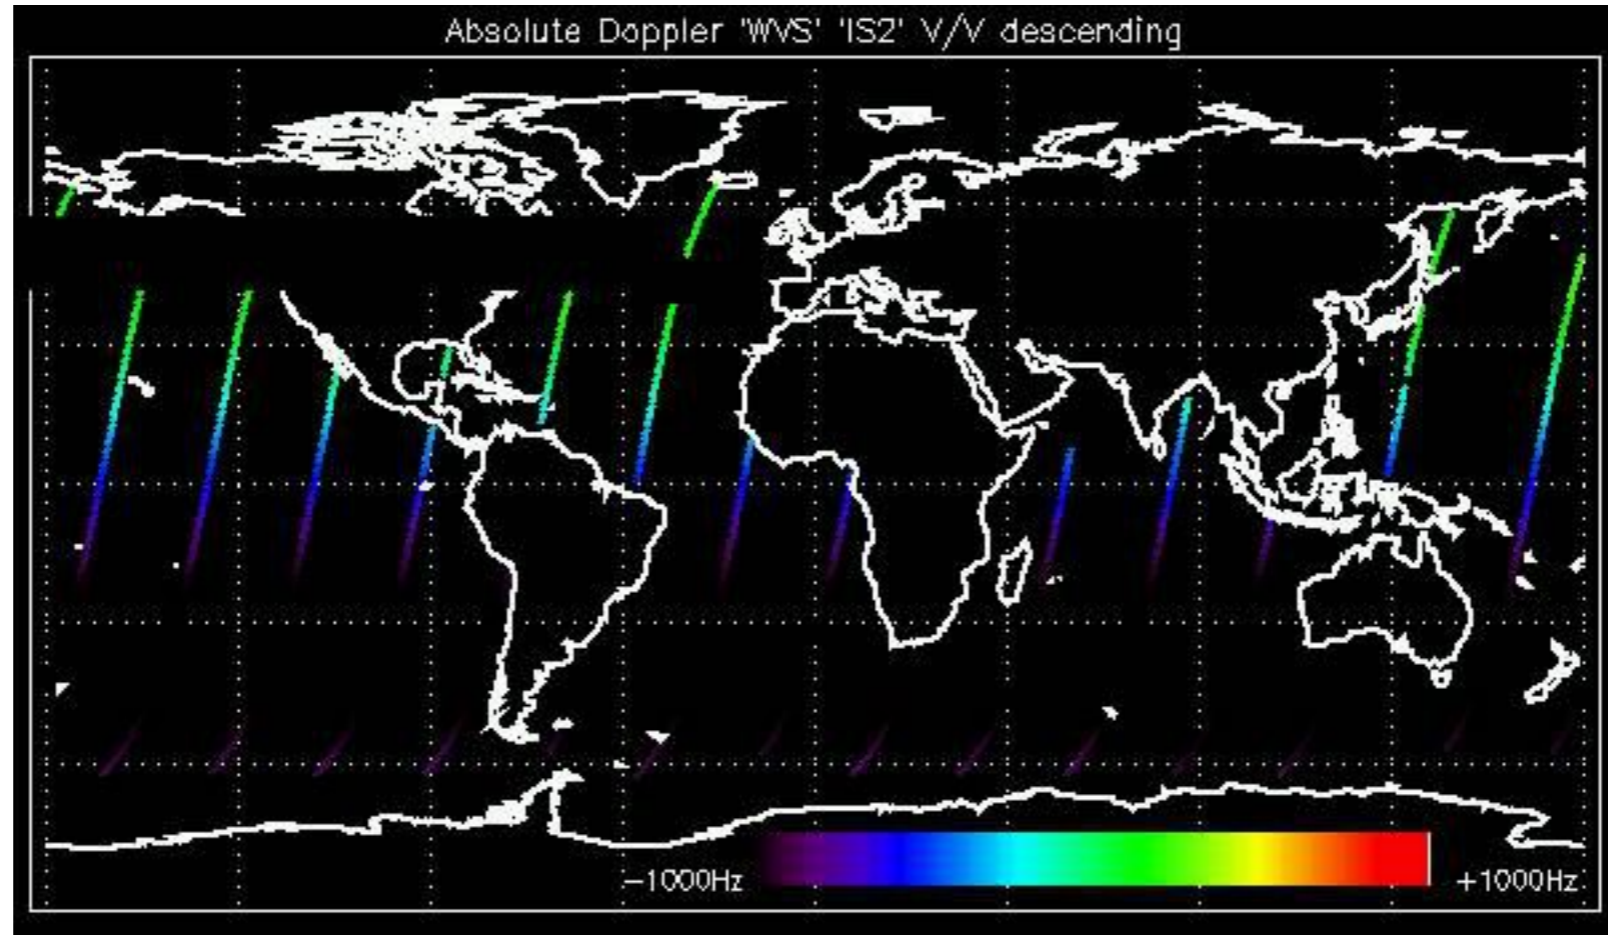 Absolute Doppler 'WVS' 'IS2' V/V descending
−1000Hz
+1000Hz